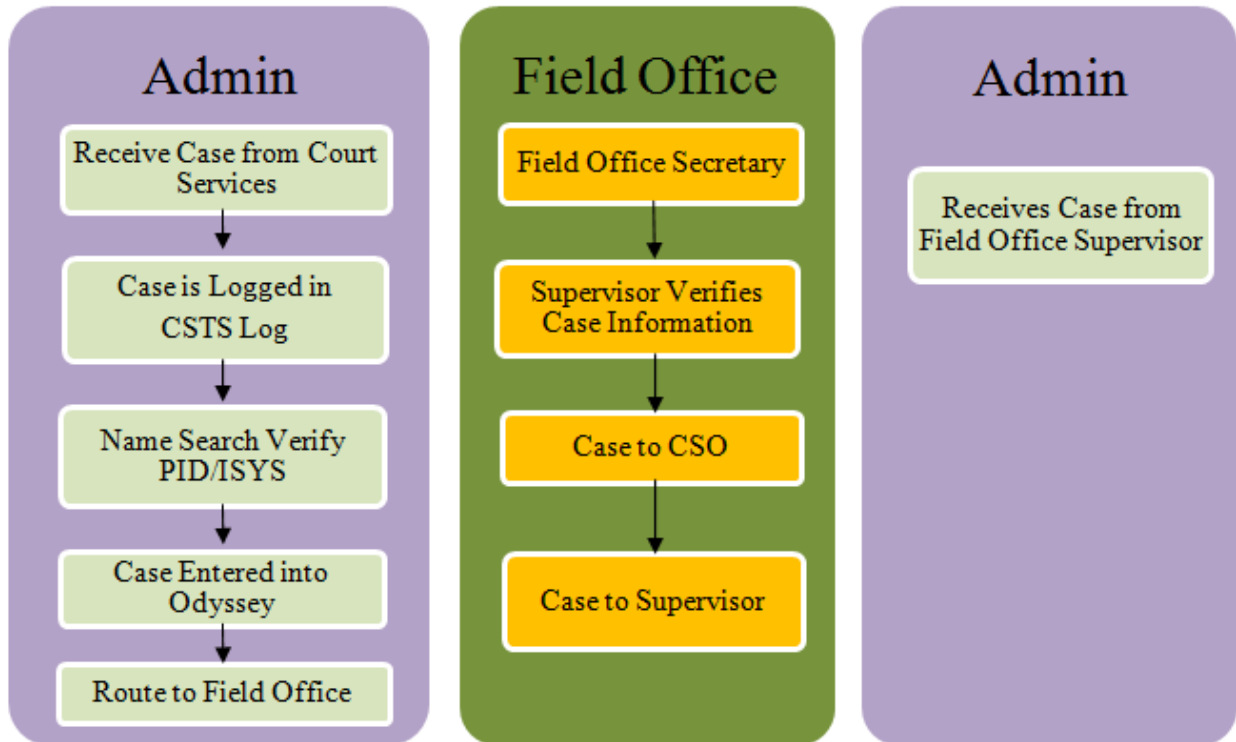 Admin
Receive Case from Court
Services
Case is Logged in
CSTS Log
Name Search Verify
PID/ISYS
Case Entered into
Odyssey
Route to Field Office
Field Office
Field Office Secretary
Supervisor Verifies
Case Information
Case to CSO
Case to Supervisor
Admin
Receives Case from
Field Office Supervisor